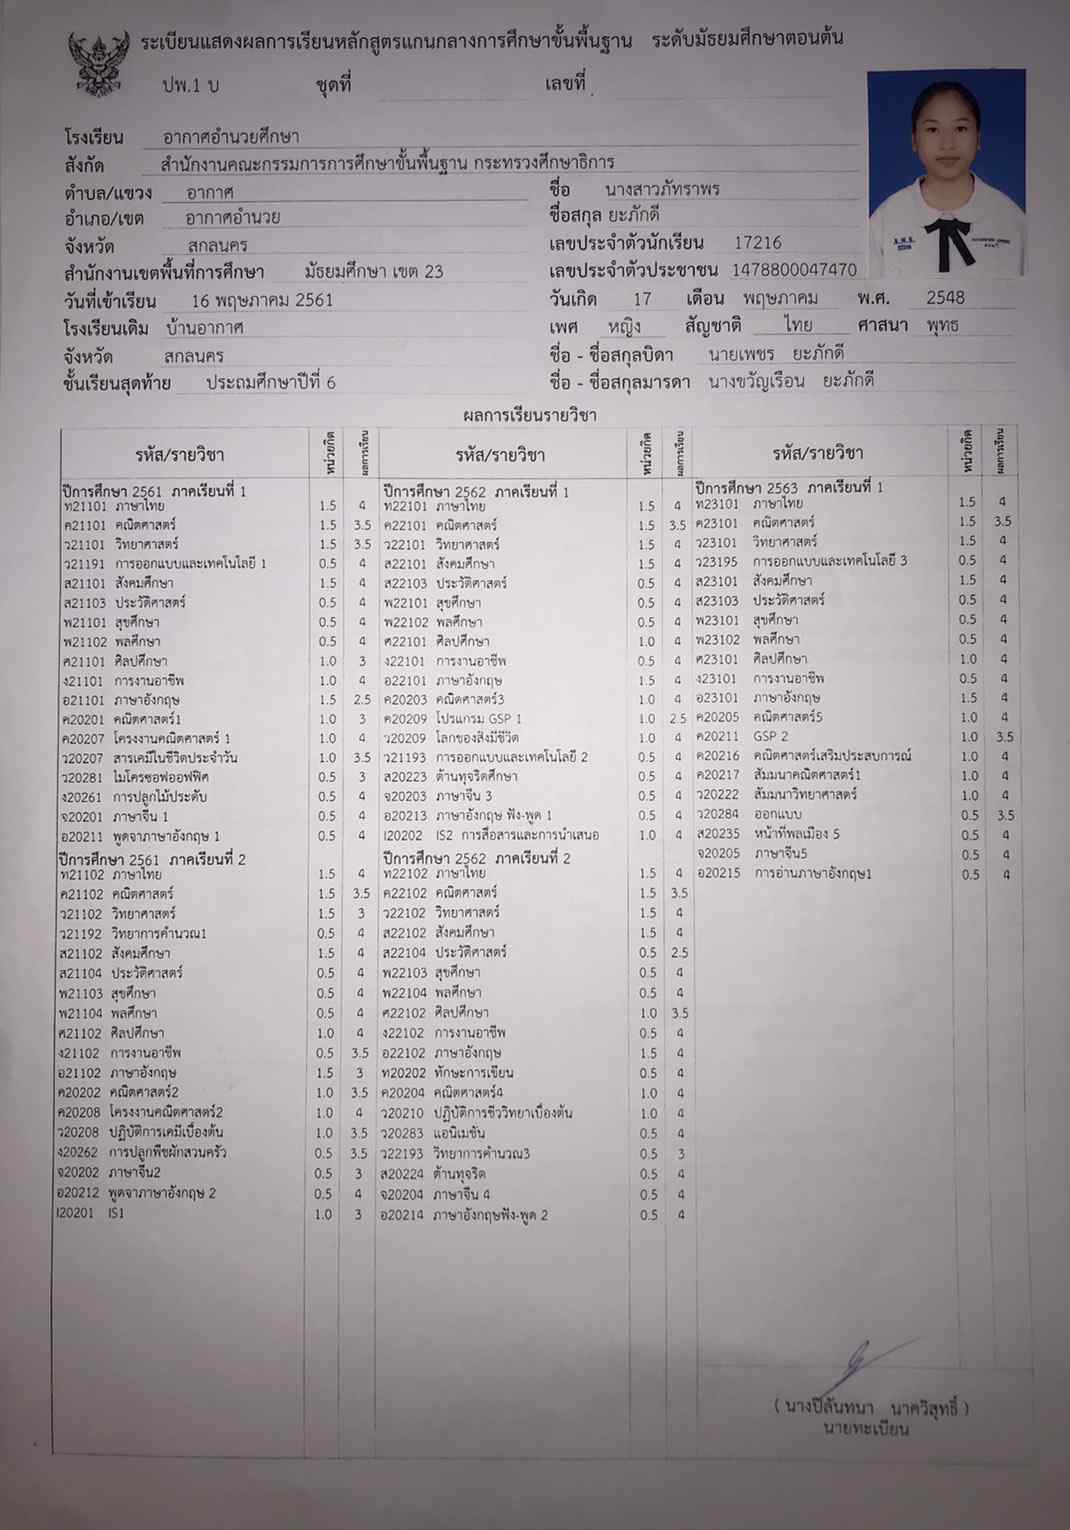 ระเบียนแสดงผลการเรียนหลักสูตรแกนกลางการศึกษาขั้นพื้นฐาน ระดับมัธยมศึกษาตอนต้น
ปพ.1 บ ชุดที่ เลขที่
โรงเรียน อากาศอำนวยศึกษา
สังกัด สำนักงานคณะกรรมการการศึกษาขั้นพื้นฐาน กระทรวงศึกษาธิการ
ตำบล/แขวง อากาศ
อำเภอ/เขต อากาศอำนวย
จังหวัด สกลนคร
สำนักงานเขตพื้นที่การศึกษา มัธยมศึกษา เขต 23
วันที่เข้าเรียน 16 พฤษภาคม 2561
โรงเรียนเดิม บ้านอากาศ
จังหวัด สกลนคร
ชั้นเรียนสุดท้าย ประถมศึกษาปีที่ 6
ชื่อ นางสาวภัทราพร
ชื่อสกุล ยะภักดี
เลขประจำตัวนักเรียน 17216
เลขประจำตัวประชาชน 1478800047470
วันเกิด 17 เดือน พฤษภาคม พ.ศ. 2548
เพศ หญิง สัญชาติ ไทย ศาสนา พุทธ
ชื่อ - ชื่อสกุลบิดา นายเพชร ยะภักดี
ชื่อ - ชื่อสกุลมารดา นางขวัญเรือน ยะภักดี
ผลการเรียนรายวิชา
รหัส/รายวิชา หน่วยกิต ผลการเรียน
ปีการศึกษา 2561 ภาคเรียนที่ 1
ท21101 ภาษาไทย 1.5 4
ค21101 คณิตศาสตร์ 1.5 3.5
ว21101 วิทยาศาสตร์ 1.5 3.5
ว21191 การออกแบบและเทคโนโลยี 1 0.5 4
ส21101 สังคมศึกษา 1.5 4
ส21103 ประวัติศาสตร์ 0.5 4
พ21101 สุขศึกษา 0.5 4
พ21102 พลศึกษา 0.5 4
ศ21101 ศิลปศึกษา 1.0 3
ง21101 การงานอาชีพ 1.0 4
อ21101 ภาษาอังกฤษ 1.5 2.5
ค20201 คณิตศาสตร์1 1.0 3
ค20207 โครงงานคณิตศาสตร์ 1 1.0 4
ว20207 สารเคมีในชีวิตประจำวัน 1.0 3.5
ว20281 ไมโครซอฟออฟฟิศ 0.5 3
ง20261 การปลูกไม้ประดับ 0.5 4
จ20201 ภาษาจีน 1 0.5 4
อ20211 พูดจาภาษาอังกฤษ 1 0.5 4
ปีการศึกษา 2561 ภาคเรียนที่ 2
ท21102 ภาษาไทย 1.5 4
ค21102 คณิตศาสตร์ 1.5 3.5
ว21102 วิทยาศาสตร์ 1.5 3
ว21192 วิทยาการคำนวณ1 0.5 4
ส21102 สังคมศึกษา 1.5 4
ส21104 ประวัติศาสตร์ 0.5 4
พ21103 สุขศึกษา 0.5 4
พ21104 พลศึกษา 0.5 4
ศ21102 ศิลปศึกษา 1.0 4
ง21102 การงานอาชีพ 0.5 3.5
อ21102 ภาษาอังกฤษ 1.5 3
ค20202 คณิตศาสตร์2 1.0 3.5
ค20208 โครงงานคณิตศาสตร์2 1.0 4
ว20208 ปฏิบัติการเคมีเบื้องต้น 1.0 3.5
ง20262 การปลูกพืชผักสวนครัว 0.5 3.5
จ20202 ภาษาจีน2 0.5 3
อ20212 พูดจาภาษาอังกฤษ 2 0.5 4
I20201 IS1 1.0 3
รหัส/รายวิชา หน่วยกิต ผลการเรียน
ปีการศึกษา 2562 ภาคเรียนที่ 1
ท22101 ภาษาไทย 1.5 4
ค22101 คณิตศาสตร์ 1.5 3.5
ว22101 วิทยาศาสตร์ 1.5 4
ส22101 สังคมศึกษา 1.5 4
ส22103 ประวัติศาสตร์ 0.5 4
พ22101 สุขศึกษา 0.5 4
พ22102 พลศึกษา 0.5 4
ศ22101 ศิลปศึกษา 1.0 4
ง22101 การงานอาชีพ 0.5 4
อ22101 ภาษาอังกฤษ 1.5 4
ค20203 คณิตศาสตร์3 1.0 4
ค20209 โปรแกรม GSP 1 1.0 2.5
ว20209 โลกของสิ่งมีชีวิต 1.0 4
ว21193 การออกแบบและเทคโนโลยี 2 0.5 4
ส20223 ต้านทุจริตศึกษา 0.5 4
จ20203 ภาษาจีน 3 0.5 4
อ20213 ภาษาอังกฤษ ฟัง-พูด 1 0.5 4
I20202 IS2 การสื่อสารและการนำเสนอ 1.0 4
ปีการศึกษา 2562 ภาคเรียนที่ 2
ท22102 ภาษาไทย 1.5 4
ค22102 คณิตศาสตร์ 1.5 3.5
ว22102 วิทยาศาสตร์ 1.5 4
ส22102 สังคมศึกษา 1.5 4
ส22104 ประวัติศาสตร์ 0.5 2.5
พ22103 สุขศึกษา 0.5 4
พ22104 พลศึกษา 0.5 4
ศ22102 ศิลปศึกษา 1.0 3.5
ง22102 การงานอาชีพ 0.5 4
อ22102 ภาษาอังกฤษ 1.5 4
ท20202 ทักษะการเขียน 0.5 4
ค20204 คณิตศาสตร์4 1.0 4
ว20210 ปฏิบัติการชีววิทยาเบื้องต้น 1.0 4
ว20283 แอนิเมชัน 0.5 4
ว22193 วิทยาการคำนวณ3 0.5 3
ส20224 ต้านทุจริต 0.5 4
จ20204 ภาษาจีน 4 0.5 4
อ20214 ภาษาอังกฤษฟัง-พูด 2 0.5 4
รหัส/รายวิชา หน่วยกิต ผลการเรียน
ปีการศึกษา 2563 ภาคเรียนที่ 1
ท23101 ภาษาไทย 1.5 4
ค23101 คณิตศาสตร์ 1.5 3.5
ว23101 วิทยาศาสตร์ 1.5 4
ว23195 การออกแบบและเทคโนโลยี 3 0.5 4
ส23101 สังคมศึกษา 1.5 4
ส23103 ประวัติศาสตร์ 0.5 4
พ23101 สุขศึกษา 0.5 4
พ23102 พลศึกษา 0.5 4
ศ23101 ศิลปศึกษา 1.0 4
ง23101 การงานอาชีพ 0.5 4
อ23101 ภาษาอังกฤษ 1.5 4
ค20205 คณิตศาสตร์5 1.0 4
ค20211 GSP 2 1.0 3.5
ค20216 คณิตศาสตร์เสริมประสบการณ์ 1.0 4
ค20217 สัมมนาคณิตศาสตร์1 1.0 4
ว20222 สัมมนาวิทยาศาสตร์ 1.0 4
ว20284 ออกแบบ 0.5 3.5
ส20235 หน้าที่พลเมือง 5 0.5 4
จ20205 ภาษาจีน5 0.5 4
อ20215 การอ่านภาษาอังกฤษ1 0.5 4
( นางปิลันทนา นาควิสุทธิ์ )
นายทะเบียน